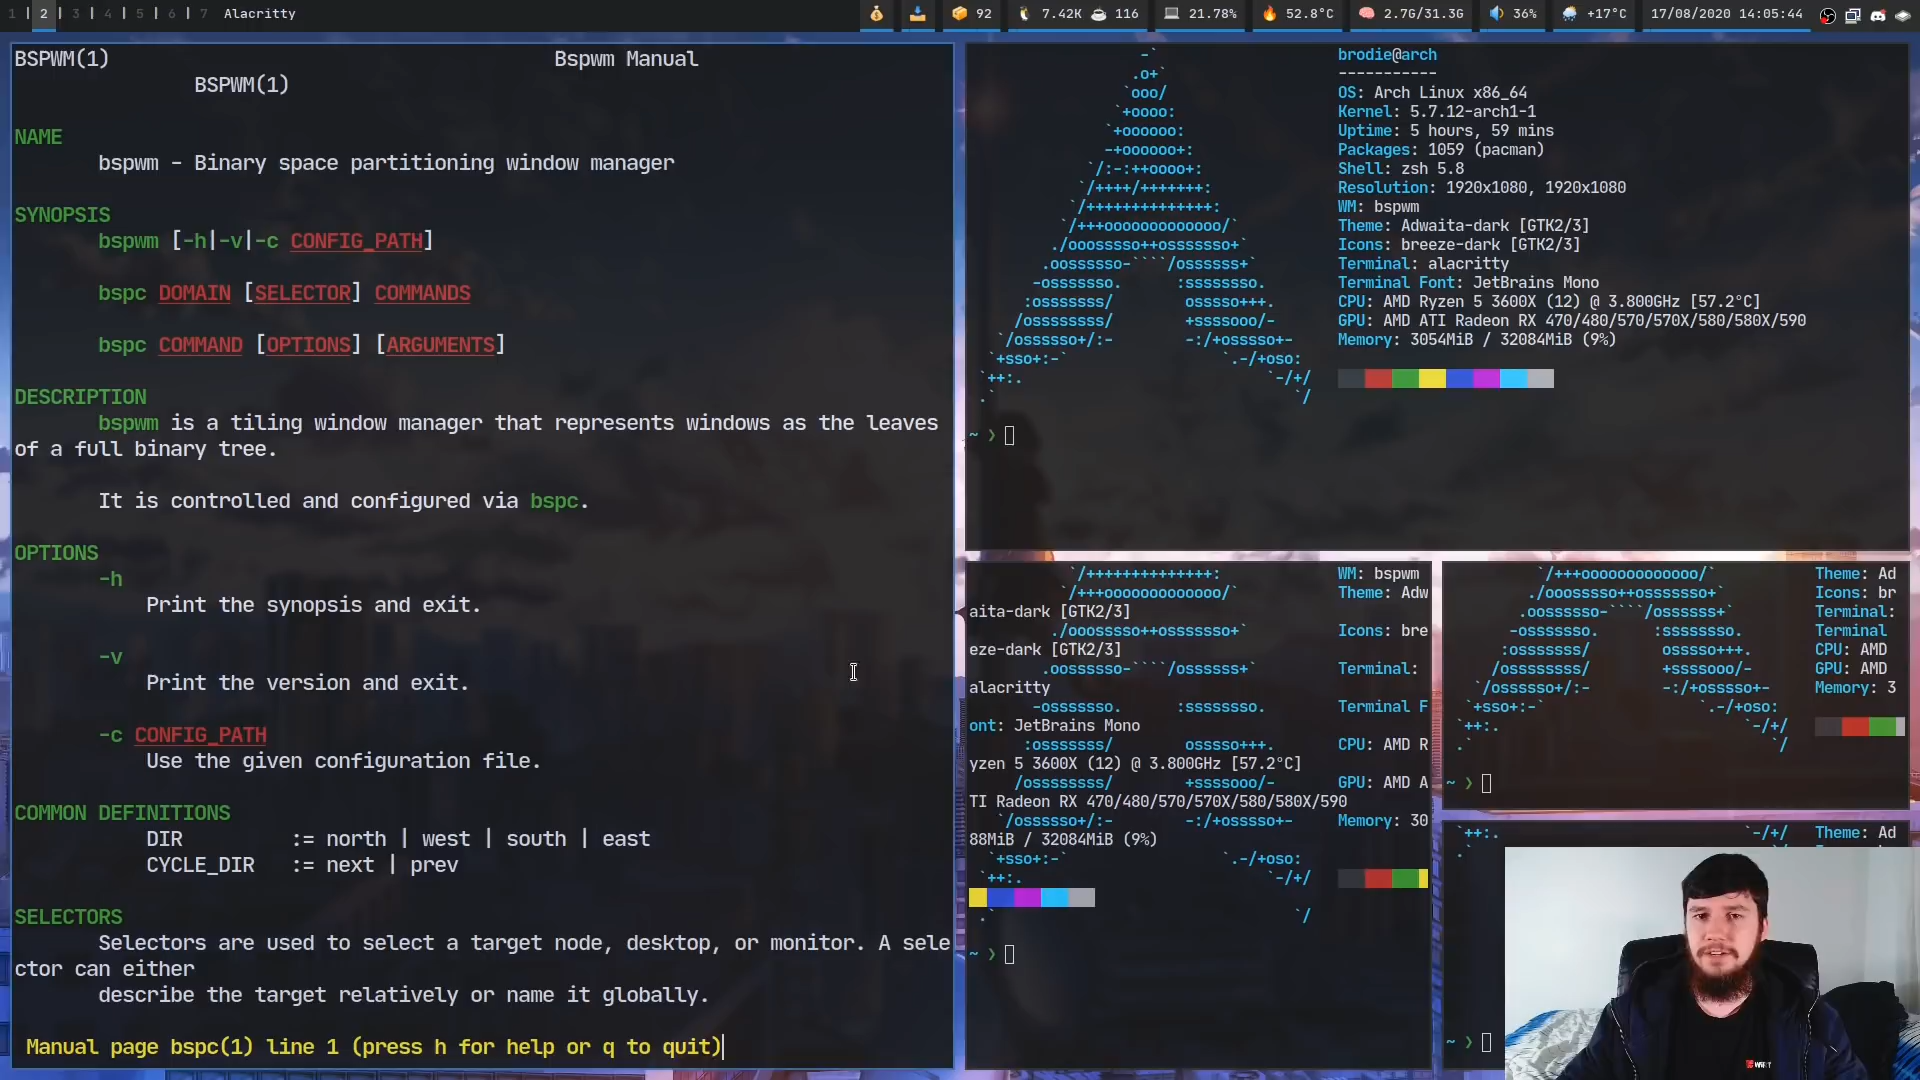 1 | 2 | 3 | 4 | 5 | 6 | 7 Alacritty
92 7.42K 116 21.78% 52.8°C 2.7G/31.3G 36% +17°C 17/08/2020 14:05:44
BSPWM(1) Bspwm Manual
BSPWM(1)
NAME
bspwm - Binary space partitioning window manager
SYNOPSIS
bspwm [-h|-v|-c CONFIG_PATH]
bspc DOMAIN [SELECTOR] COMMANDS
bspc COMMAND [OPTIONS] [ARGUMENTS]
DESCRIPTION
bspwm is a tiling window manager that represents windows as the leaves
of a full binary tree.
It is controlled and configured via bspc.
OPTIONS
-h
Print the synopsis and exit.
-v
Print the version and exit.
-c CONFIG_PATH
Use the given configuration file.
COMMON DEFINITIONS
DIR := north | west | south | east
CYCLE_DIR := next | prev
SELECTORS
Selectors are used to select a target node, desktop, or monitor. A sele
ctor can either
describe the target relatively or name it globally.
Manual page bspc(1) line 1 (press h for help or q to quit)
brodie@arch
-----------
OS: Arch Linux x86_64
Kernel: 5.7.12-arch1-1
Uptime: 5 hours, 59 mins
Packages: 1059 (pacman)
Shell: zsh 5.8
Resolution: 1920x1080, 1920x1080
WM: bspwm
Theme: Adwaita-dark [GTK2/3]
Icons: breeze-dark [GTK2/3]
Terminal: alacritty
Terminal Font: JetBrains Mono
CPU: AMD Ryzen 5 3600X (12) @ 3.800GHz [57.2°C]
GPU: AMD ATI Radeon RX 470/480/570/570X/580/580X/590
Memory: 3054MiB / 32084MiB (9%)
~ ❯
WM: bspwm
Theme: Adw
aita-dark [GTK2/3]
Icons: bre
eze-dark [GTK2/3]
Terminal:
alacritty
Terminal F
ont: JetBrains Mono
CPU: AMD R
yzen 5 3600X (12) @ 3.800GHz [57.2°C]
GPU: AMD A
TI Radeon RX 470/480/570/570X/580/580X/590
Memory: 30
88MiB / 32084MiB (9%)
~ ❯
Theme: Ad
Icons: br
Terminal:
Terminal
CPU: AMD
GPU: AMD
Memory: 3
~ ❯
Theme: Ad
~ ❯